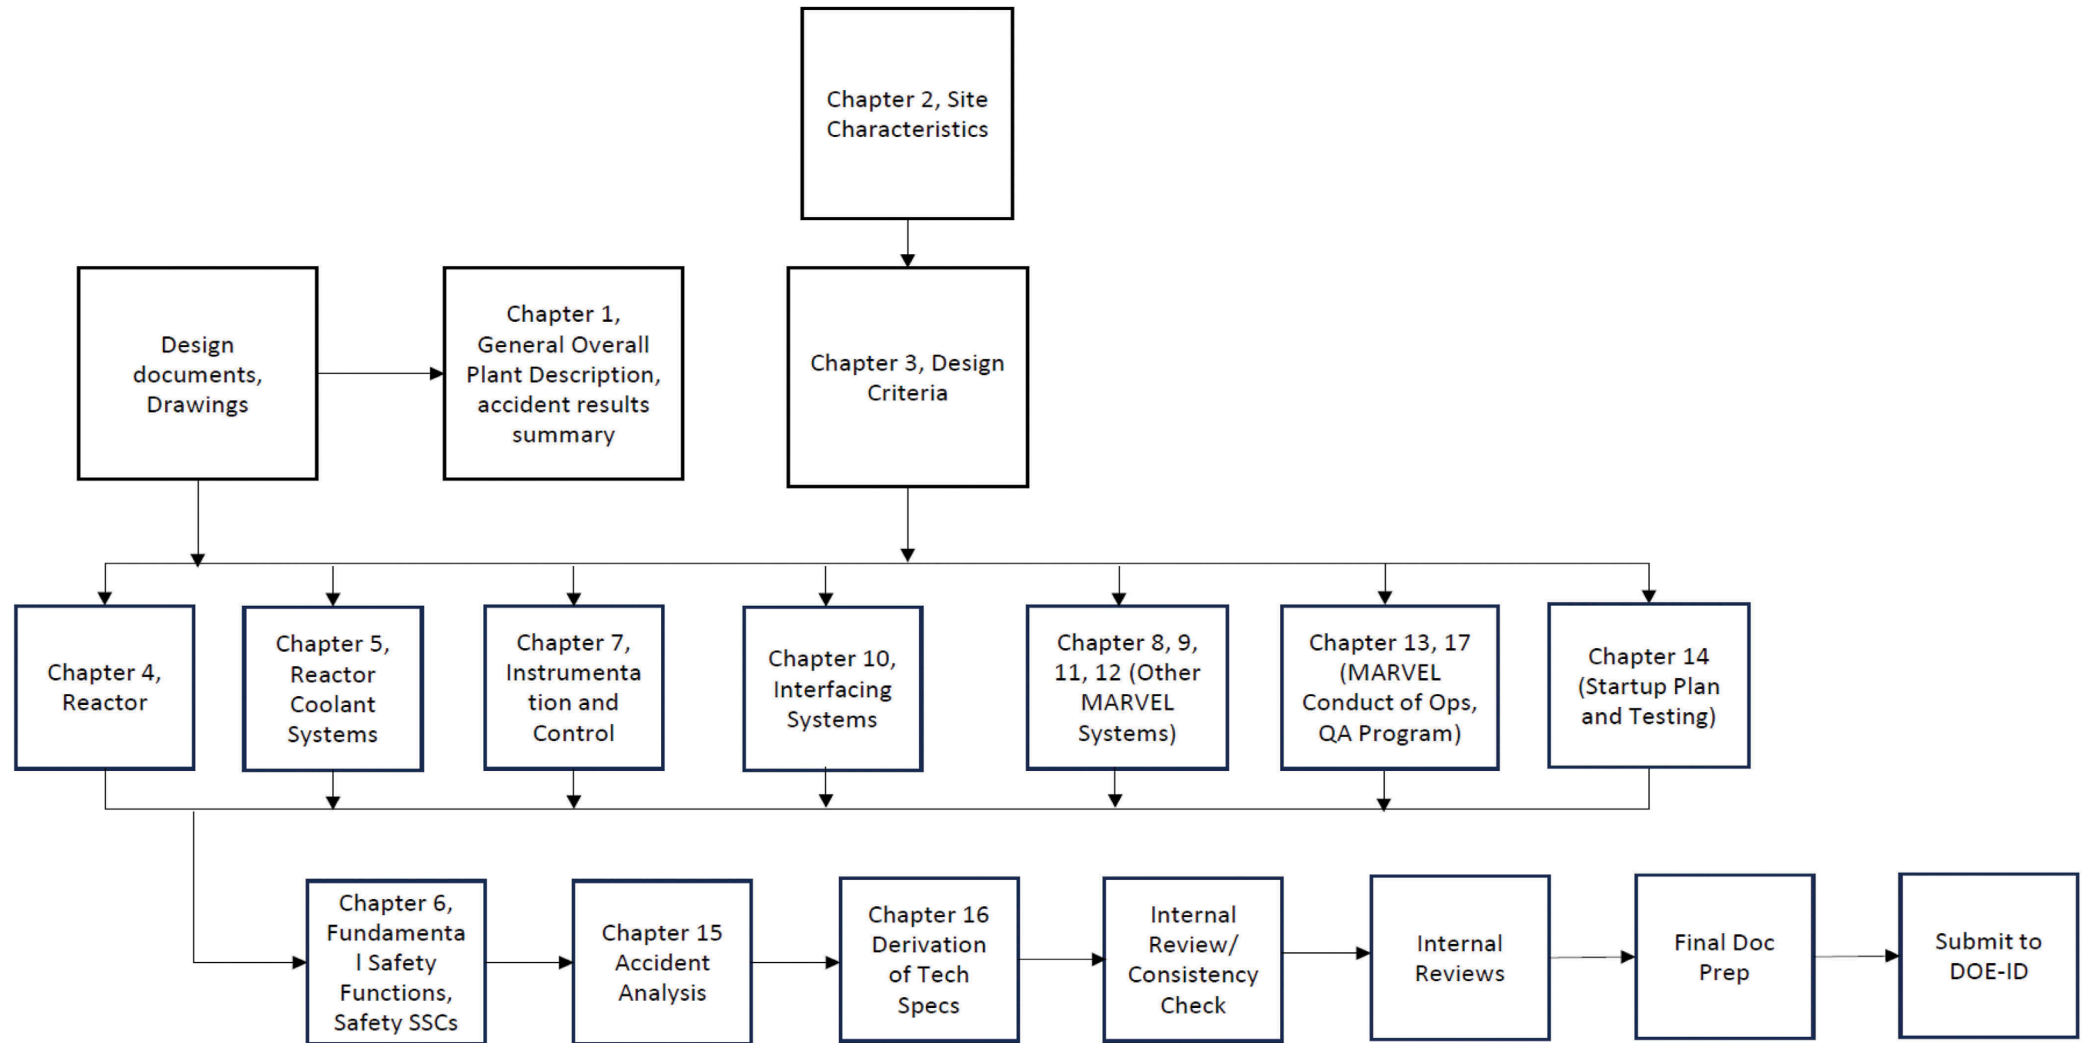 Chapter 2, Site
Characteristics
Design
documents,
Drawings
Chapter 1,
General Overall
Plant Description,
accident results
summary
Chapter 3, Design
Criteria
Chapter 4,
Reactor
Chapter 5,
Reactor
Coolant
Systems
Chapter 7,
Instrumenta
tion and
Control
Chapter 10,
Interfacing
Systems
Chapter 8, 9,
11, 12 (Other
MARVEL
Systems)
Chapter 13, 17
(MARVEL
Conduct of Ops,
QA Program)
Chapter 14
(Startup Plan
and Testing)
Chapter 6,
Fundamenta
l Safety
Functions,
Safety SSCs
Chapter 15
Accident
Analysis
Chapter 16
Derivation
of Tech
Specs
Internal
Review/
Consistency
Check
Internal
Reviews
Final Doc
Prep
Submit to
DOE-ID